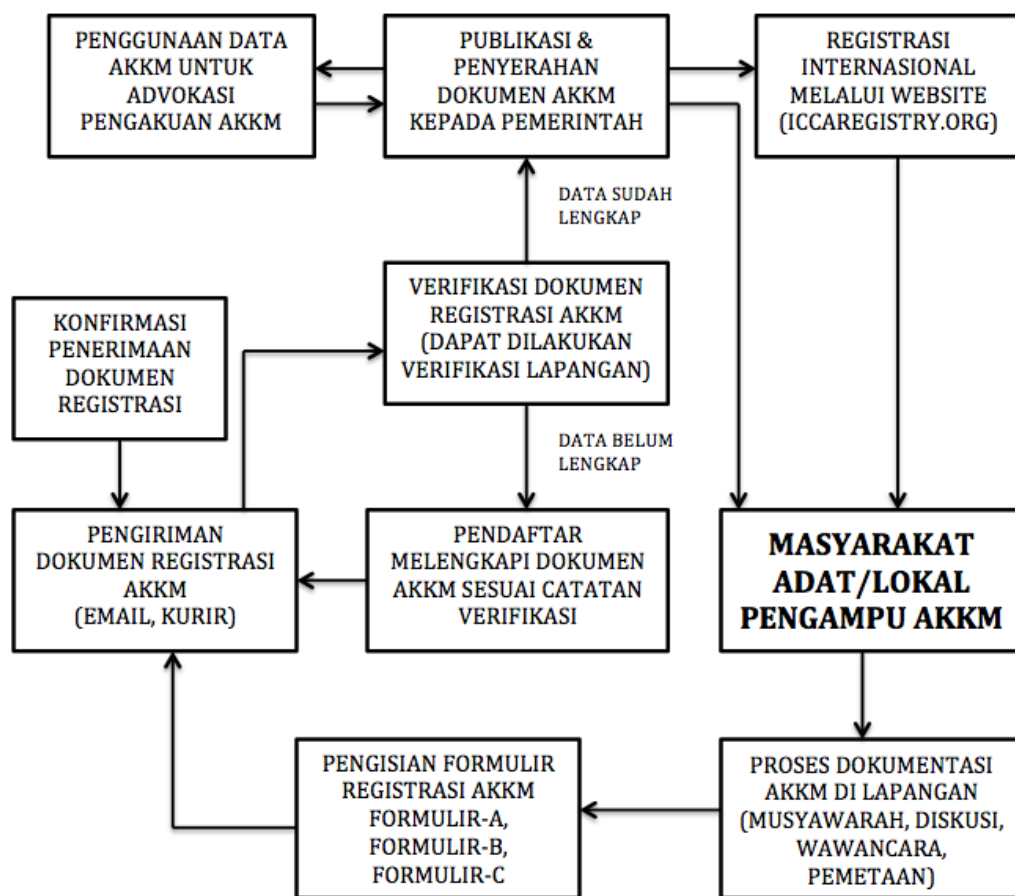 PENGGUNAAN DATA
AKKM UNTUK
ADVOKASI
PENGAKUAN AKKM
PUBLIKASI &
PENYERAHAN
DOKUMEN AKKM
KEPADA PEMERINTAH
REGISTRASI
INTERNASIONAL
MELALUI WEBSITE
(ICCAREGISTRY.ORG)
DATA SUDAH
LENGKAP
KONFIRMASI
PENERIMAAN
DOKUMEN
REGISTRASI
VERIFIKASI DOKUMEN
REGISTRASI AKKM
(DAPAT DILAKUKAN
VERIFIKASI LAPANGAN)
DATA BELUM
LENGKAP
PENGIRIMAN
DOKUMEN REGISTRASI
AKKM
(EMAIL, KURIR)
PENDAFTAR
MELENGKAPI DOKUMEN
AKKM SESUAI CATATAN
VERIFIKASI
MASYARAKAT
ADAT/LOKAL
PENGAMPU AKKM
PENGISIAN FORMULIR
REGISTRASI AKKM
FORMULIR-A,
FORMULIR-B,
FORMULIR-C
PROSES DOKUMENTASI
AKKM DI LAPANGAN
(MUSYAWARAH, DISKUSI,
WAWANCARA,
PEMETAAN)